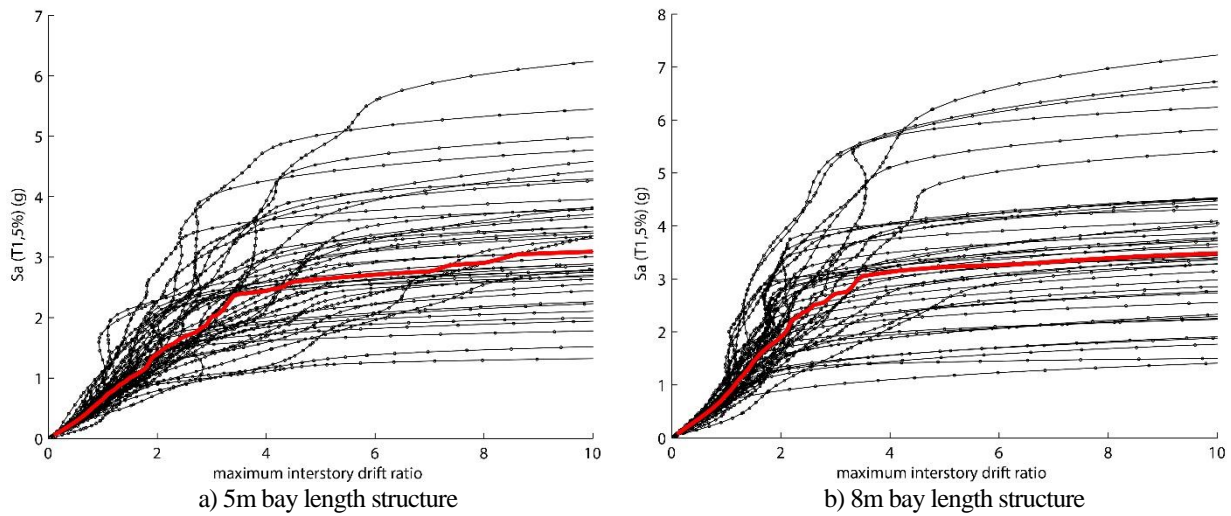 7
6
5
4
3
2
1
0
Sa (T1,5%) (g)
0 2 4 6 8 10
maximum interstory drift ratio
a) 5m bay length structure
8
7
6
5
4
3
2
1
0
Sa (T1,5%) (g)
0 2 4 6 8 10
maximum interstory drift ratio
b) 8m bay length structure